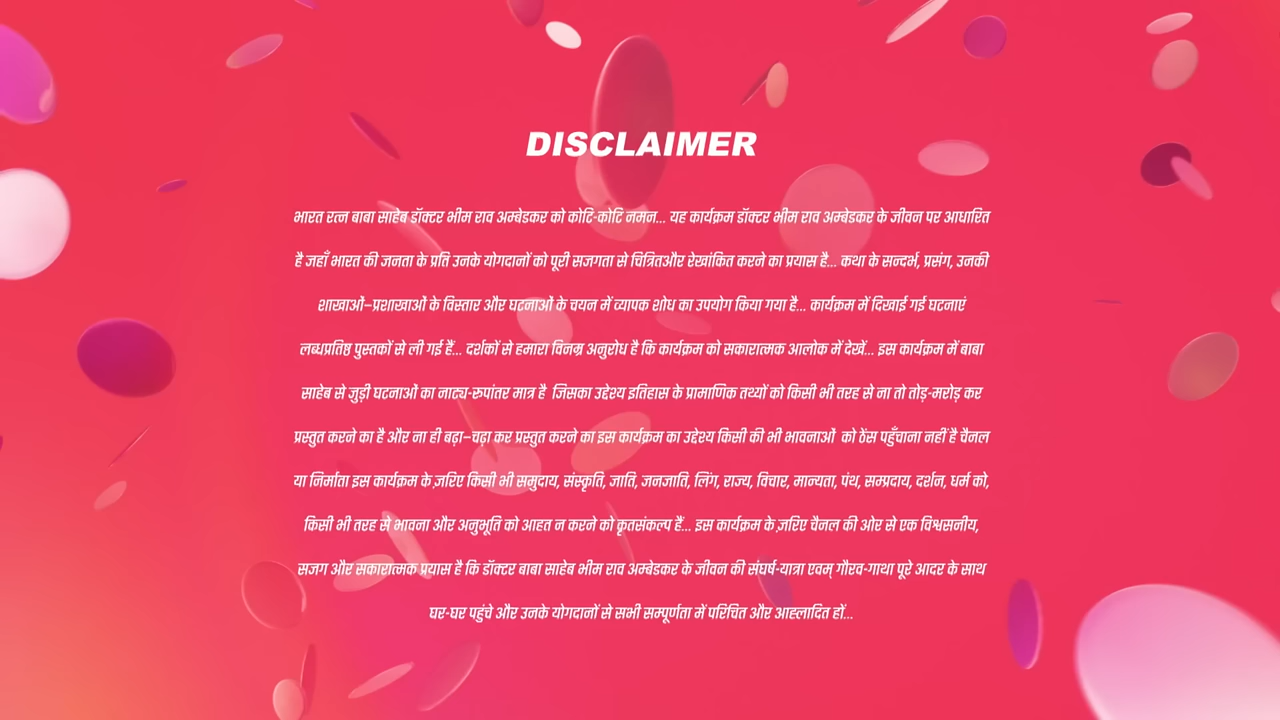 DISCLAIMER
भारत रत्न बाबा साहेब डॉक्टर भीम राव अम्बेडकर को कोटि-कोटि नमन... यह कार्यक्रम डॉक्टर भीम राव अम्बेडकर के जीवन पर आधारित
है जहाँ भारत की जनता के प्रति उनके योगदानों को पूरी सजगता से चित्रितऔर रेखांकित करने का प्रयास है... कथा के सन्दर्भ, प्रसंग, उनकी
शाखाओं–प्रशाखाओं के विस्तार और घटनाओं के चयन में व्यापक शोध का उपयोग किया गया है... कार्यक्रम में दिखाई गई घटनाएं
लब्धप्रतिष्ठ पुस्तकों से ली गई हैं... दर्शकों से हमारा विनम्र अनुरोध है कि कार्यक्रम को सकारात्मक आलोक में देखें... इस कार्यक्रम में बाबा
साहेब से जुड़ी घटनाओं का नाट्य-रुपांतर मात्र है जिसका उद्देश्य इतिहास के प्रामाणिक तथ्यों को किसी भी तरह से ना तो तोड़-मरोड़ कर
प्रस्तुत करने का है और ना ही बढ़ा–चढ़ा कर प्रस्तुत करने का इस कार्यक्रम का उद्देश्य किसी की भी भावनाओं को ठेंस पहुँचाना नहीं है चैनल
या निर्माता इस कार्यक्रम के ज़रिए किसी भी समुदाय, संस्कृति, जाति, जनजाति, लिंग, राज्य, विचार, मान्यता, पंथ, सम्प्रदाय, दर्शन, धर्म को,
किसी भी तरह से भावना और अनुभूति को आहत न करने को कृतसंकल्प हैं... इस कार्यक्रम के ज़रिए चैनल की ओर से एक विश्वसनीय,
सजग और सकारात्मक प्रयास है कि डॉक्टर बाबा साहेब भीम राव अम्बेडकर के जीवन की संघर्ष-यात्रा एवम् गौरव-गाथा पूरे आदर के साथ
घर-घर पहुंचे और उनके योगदानों से सभी सम्पूर्णता में परिचित और आह्लादित हों...